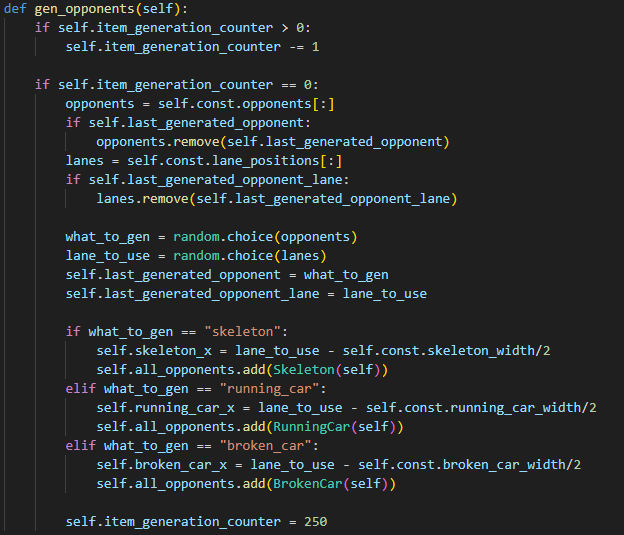 def gen_opponents(self):
    if self.item_generation_counter > 0:
        self.item_generation_counter -= 1

    if self.item_generation_counter == 0:
        opponents = self.const.opponents[:]
        if self.last_generated_opponent:
            opponents.remove(self.last_generated_opponent)
        lanes = self.const.lane_positions[:]
        if self.last_generated_opponent_lane:
            lanes.remove(self.last_generated_opponent_lane)

        what_to_gen = random.choice(opponents)
        lane_to_use = random.choice(lanes)
        self.last_generated_opponent = what_to_gen
        self.last_generated_opponent_lane = lane_to_use

        if what_to_gen == "skeleton":
            self.skeleton_x = lane_to_use - self.const.skeleton_width/2
            self.all_opponents.add(Skeleton(self))
        elif what_to_gen == "running_car":
            self.running_car_x = lane_to_use - self.const.running_car_width/2
            self.all_opponents.add(RunningCar(self))
        elif what_to_gen == "broken_car":
            self.broken_car_x = lane_to_use - self.const.broken_car_width/2
            self.all_opponents.add(BrokenCar(self))

        self.item_generation_counter = 250